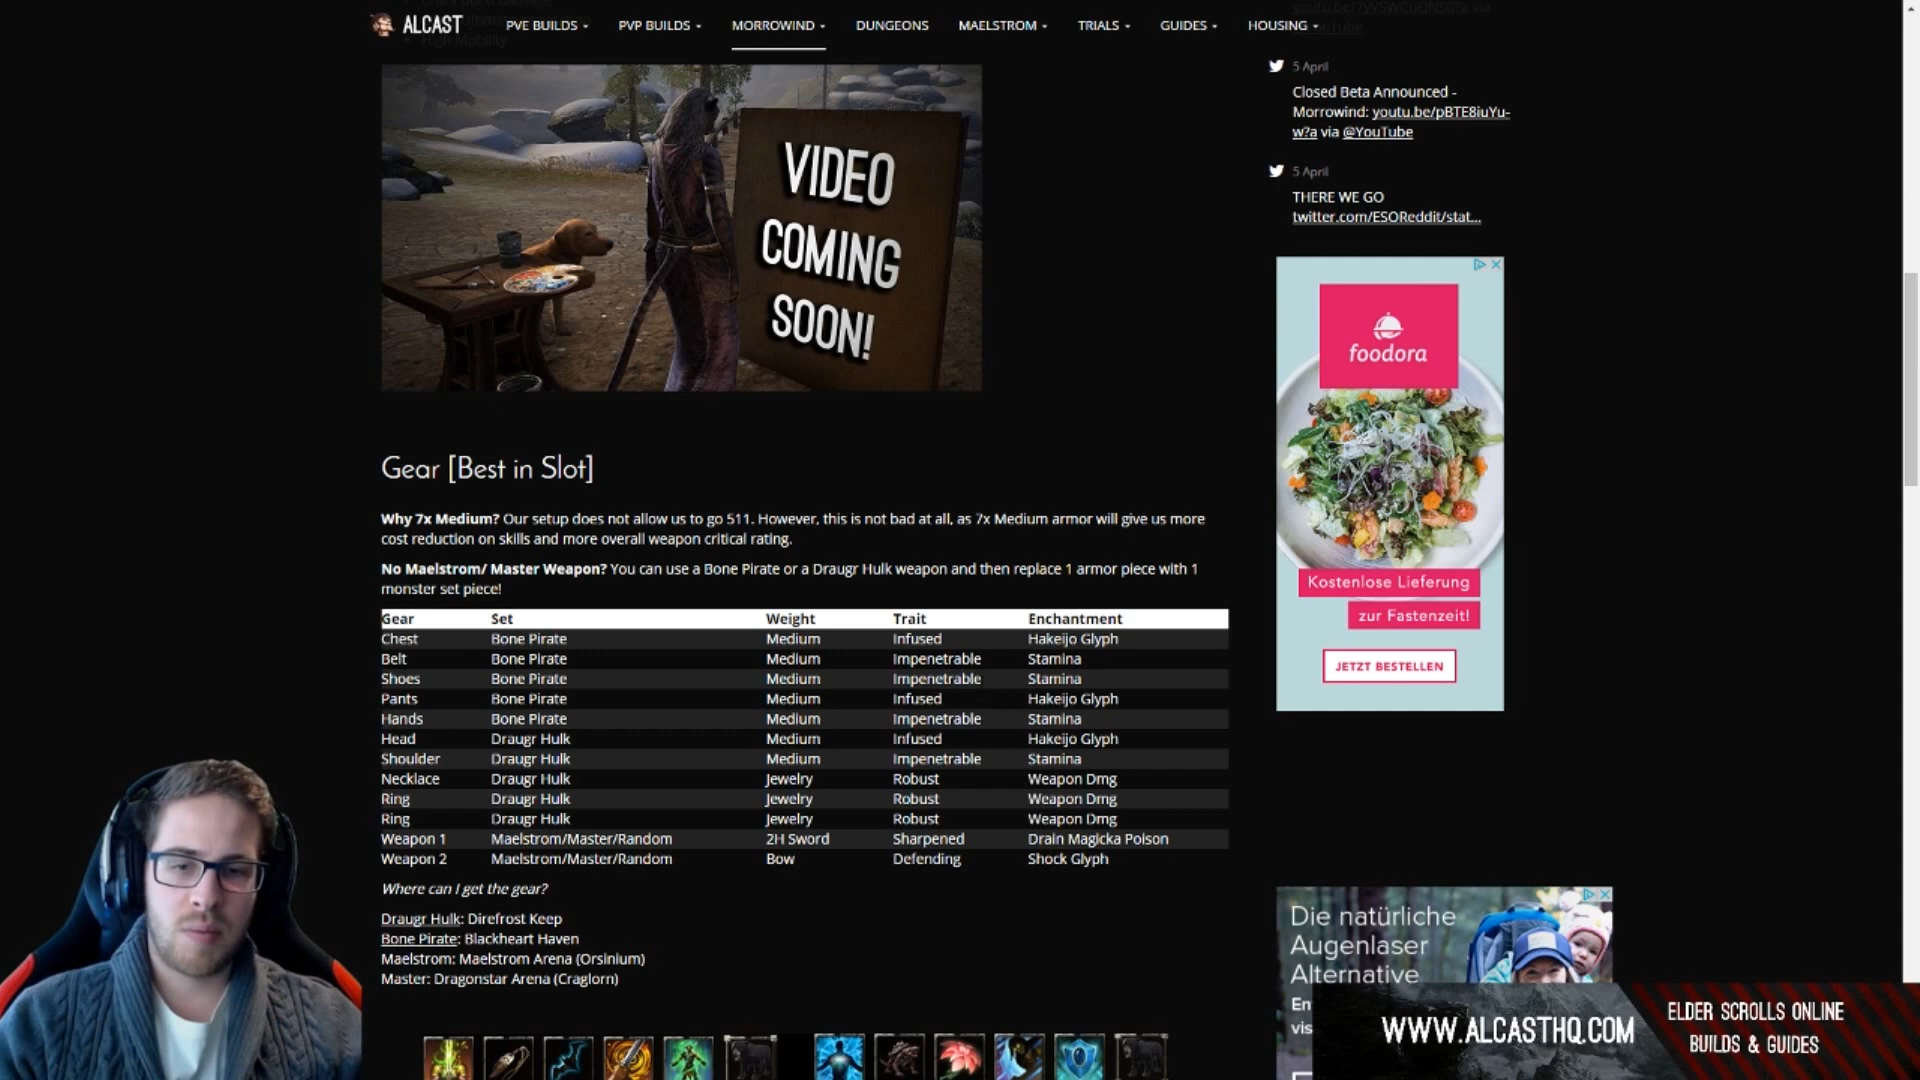 ALCAST
PVE BUILDS
PVP BUILDS
MORROWIND
DUNGEONS
MAELSTROM
TRIALS
GUIDES
HOUSING
High Mobility
VIDEO
COMING
SOON!
5 April
Closed Beta Announced -
Morrowind: youtu.be/pBTE8iuYu-
w?a via @YouTube
5 April
THERE WE GO
twitter.com/ESOReddit/stat...
foodora
Kostenlose Lieferung
zur Fastenzeit!
JETZT BESTELLEN
Gear [Best in Slot]
Why 7x Medium? Our setup does not allow us to go 511. However, this is not bad at all, as 7x Medium armor will give us more
cost reduction on skills and more overall weapon critical rating.
No Maelstrom/ Master Weapon? You can use a Bone Pirate or a Draugr Hulk weapon and then replace 1 armor piece with 1
monster set piece!
Gear Set Weight Trait Enchantment
Chest Bone Pirate Medium Infused Hakeijo Glyph
Belt Bone Pirate Medium Impenetrable Stamina
Shoes Bone Pirate Medium Impenetrable Stamina
Pants Bone Pirate Medium Infused Hakeijo Glyph
Hands Bone Pirate Medium Impenetrable Stamina
Head Draugr Hulk Medium Infused Hakeijo Glyph
Shoulder Draugr Hulk Medium Impenetrable Stamina
Necklace Draugr Hulk Jewelry Robust Weapon Dmg
Ring Draugr Hulk Jewelry Robust Weapon Dmg
Ring Draugr Hulk Jewelry Robust Weapon Dmg
Weapon 1 Maelstrom/Master/Random 2H Sword Sharpened Drain Magicka Poison
Weapon 2 Maelstrom/Master/Random Bow Defending Shock Glyph
Where can I get the gear?
Draugr Hulk: Direfrost Keep
Bone Pirate: Blackheart Haven
Maelstrom: Maelstrom Arena (Orsinium)
Master: Dragonstar Arena (Craglorn)
Die natürliche
Augenlaser
Alternative
En
vis
WWW.ALCASTHQ.COM
ELDER SCROLLS ONLINE
BUILDS & GUIDES